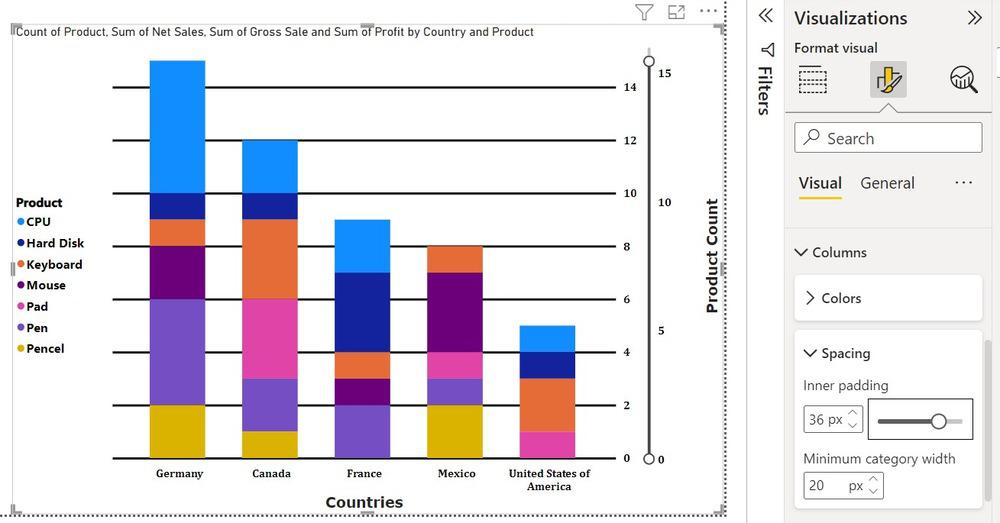 Count of Product, Sum of Net Sales, Sum of Gross Sale and Sum of Profit by Country and Product
Product
CPU
Hard Disk
Keyboard
Mouse
Pad
Pen
Pencel
14
12
10
8
6
4
2
0
15
10
5
0
Product Count
Germany
Canada
France
Mexico
United States of
America
Countries
Filters
Visualizations
Format visual
Search
Visual
General
Columns
Colors
Spacing
Inner padding
36 px
Minimum category width
20 px